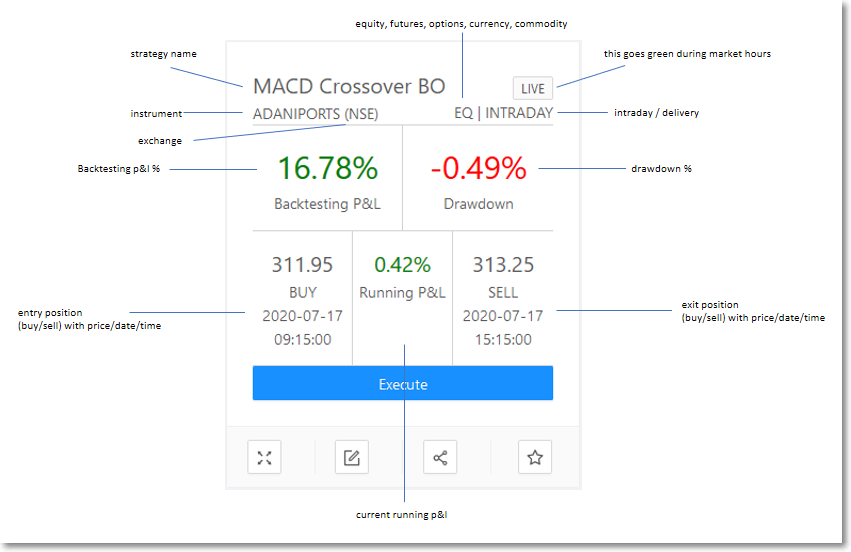 equity, futures, options, currency, commodity
strategy name
this goes green during market hours
MACD Crossover BO
LIVE
instrument
ADANIPORTS (NSE)
EQ | INTRADAY
intraday / delivery
exchange
Backtesting p&l %
16.78%
-0.49%
drawdown %
Backtesting P&L
Drawdown
311.95
0.42%
313.25
BUY
Running P&L
SELL
entry position
(buy/sell) with price/date/time
2020-07-17
2020-07-17
exit position
(buy/sell) with price/date/time
09:15:00
15:15:00
Execute
current running p&l